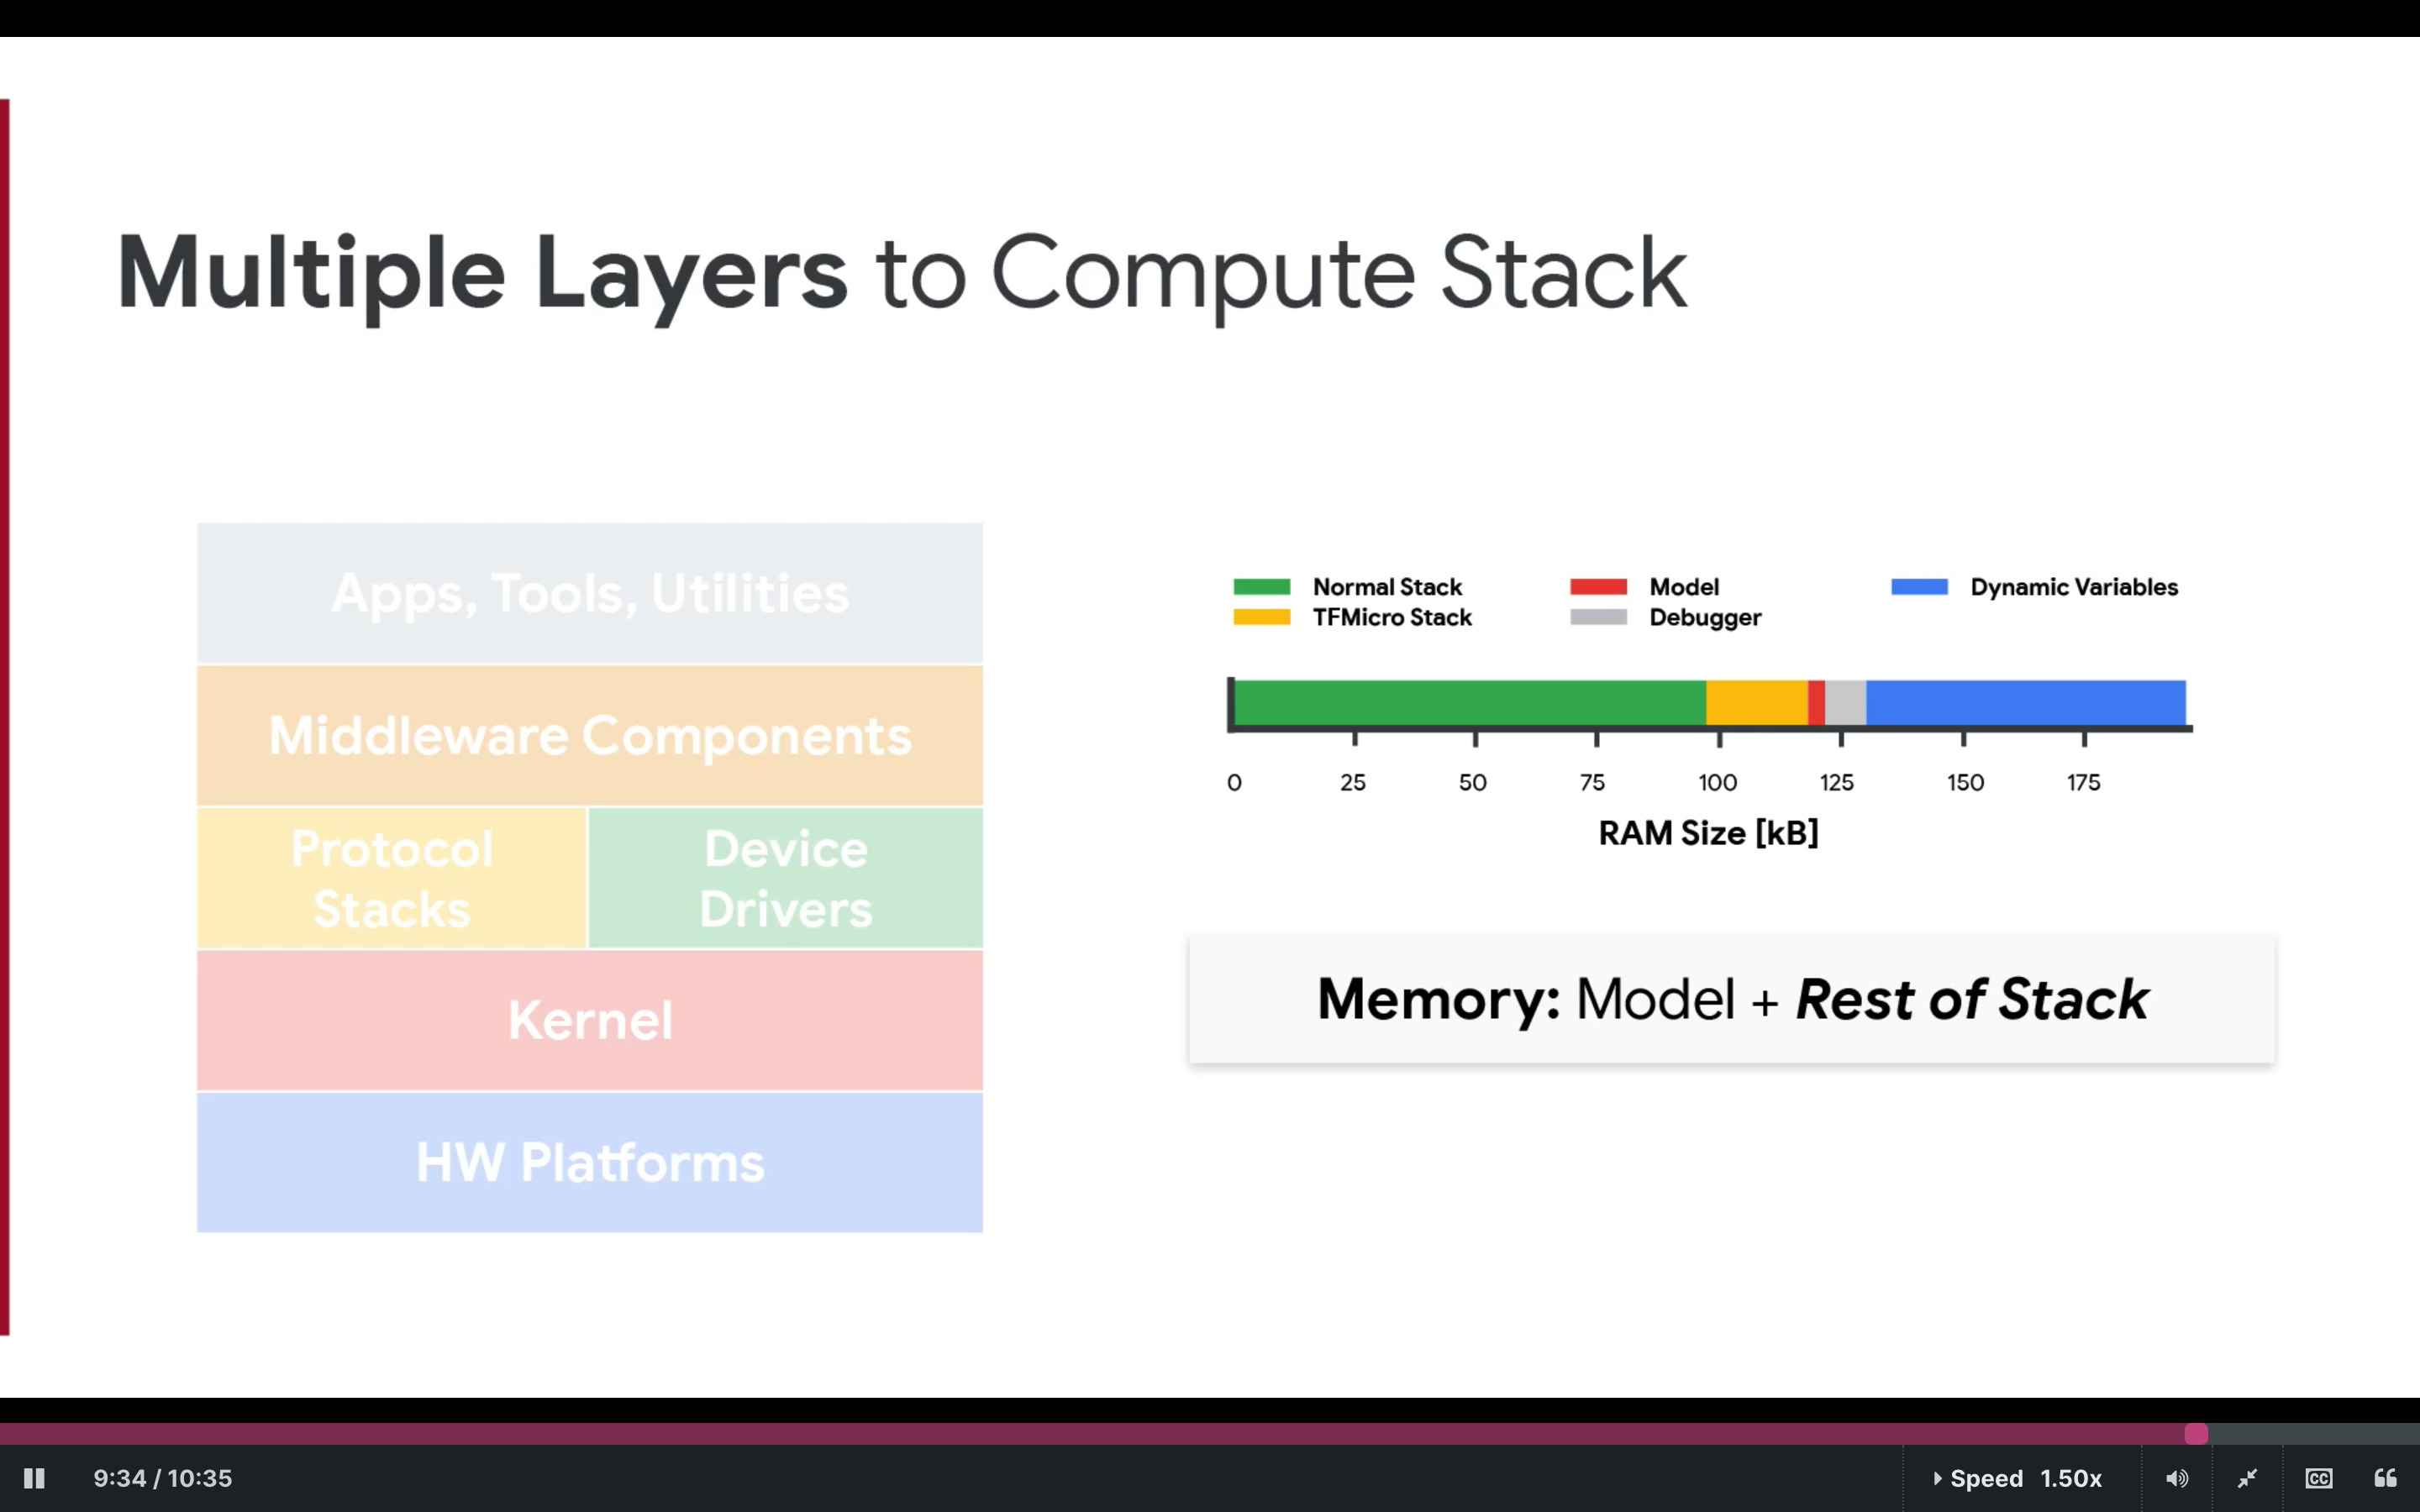 Multiple Layers to Compute Stack
Apps, Tools, Utilities
Middleware Components
Protocol
Stacks
Device
Drivers
Kernel
HW Platforms
Normal Stack
TFMicro Stack
Model
Debugger
Dynamic Variables
0 25 50 75 100 125 150 175
RAM Size [kB]
Memory: Model + Rest of Stack
9:34 / 10:35
Speed 1.50x
CC